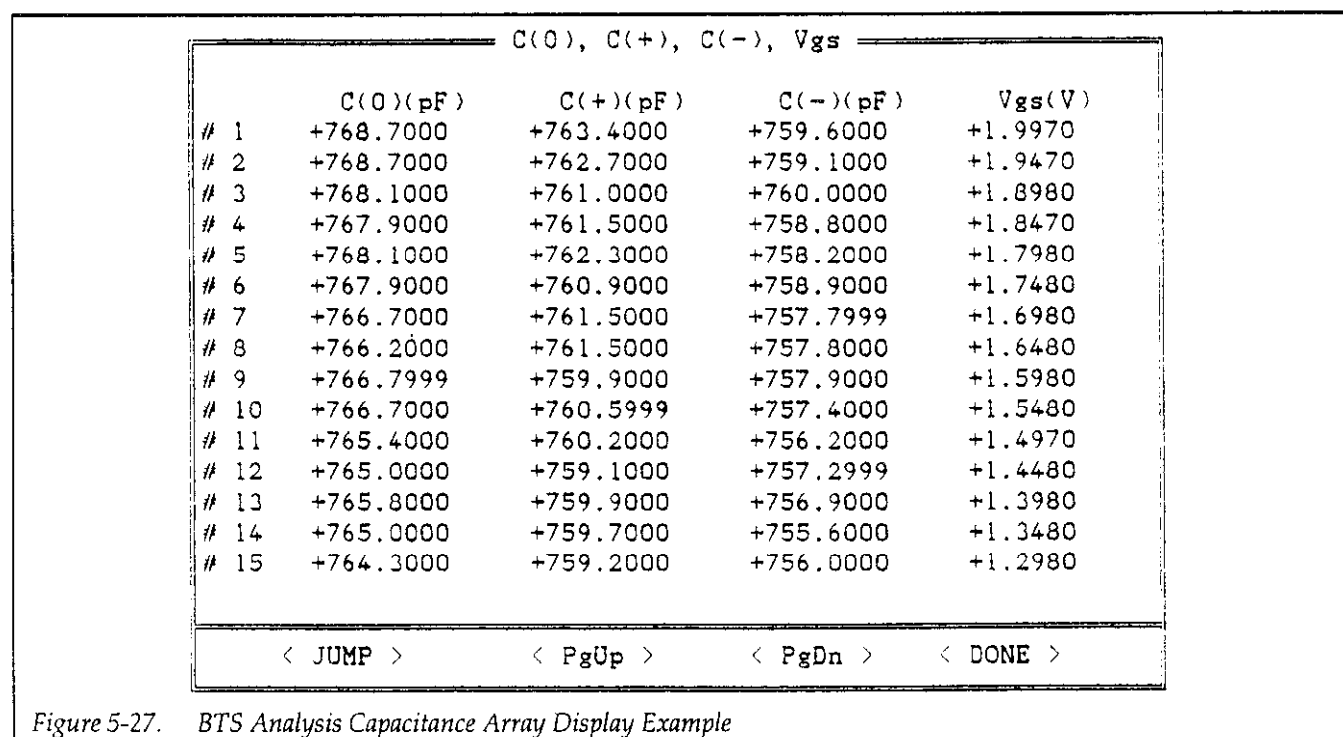 C(0), C(+), C(-), Vgs
C(0)(pF) C(+)(pF) C(-)(pF) Vgs(V)
# 1 +768.7000 +763.4000 +759.6000 +1.9970
# 2 +768.7000 +762.7000 +759.1000 +1.9470
# 3 +768.1000 +761.0000 +760.0000 +1.8980
# 4 +767.9000 +761.5000 +758.8000 +1.8470
# 5 +768.1000 +762.3000 +758.2000 +1.7980
# 6 +767.9000 +760.9000 +758.9000 +1.7480
# 7 +766.7000 +761.5000 +757.7999 +1.6980
# 8 +766.2000 +761.5000 +757.8000 +1.6480
# 9 +766.7999 +759.9000 +757.9000 +1.5980
# 10 +766.7000 +760.5999 +757.4000 +1.5480
# 11 +765.4000 +760.2000 +756.2000 +1.4970
# 12 +765.0000 +759.1000 +757.2999 +1.4480
# 13 +765.8000 +759.9000 +756.9000 +1.3980
# 14 +765.0000 +759.7000 +755.6000 +1.3480
# 15 +764.3000 +759.2000 +756.0000 +1.2980
< JUMP > < PgUp > < PgDn > < DONE >
Figure 5-27. BTS Analysis Capacitance Array Display Example